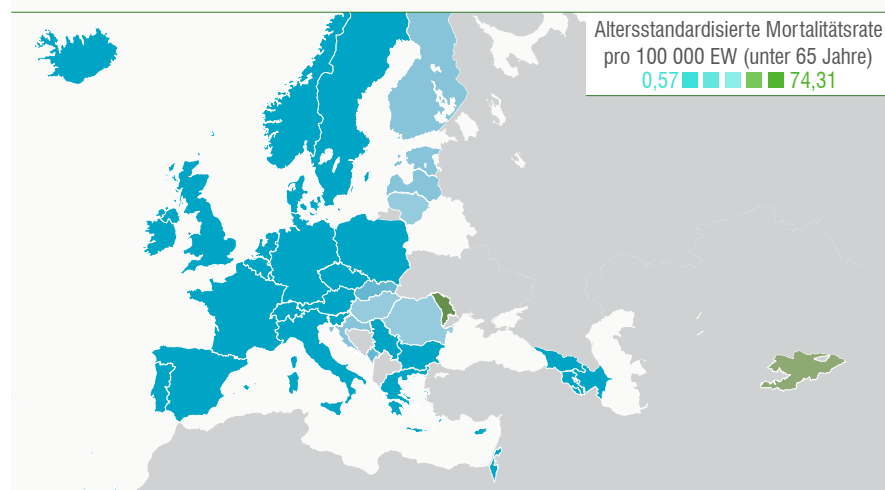 Altersstandardisierte Mortalitätsrate
pro 100 000 EW (unter 65 Jahre)
0,57 74,31